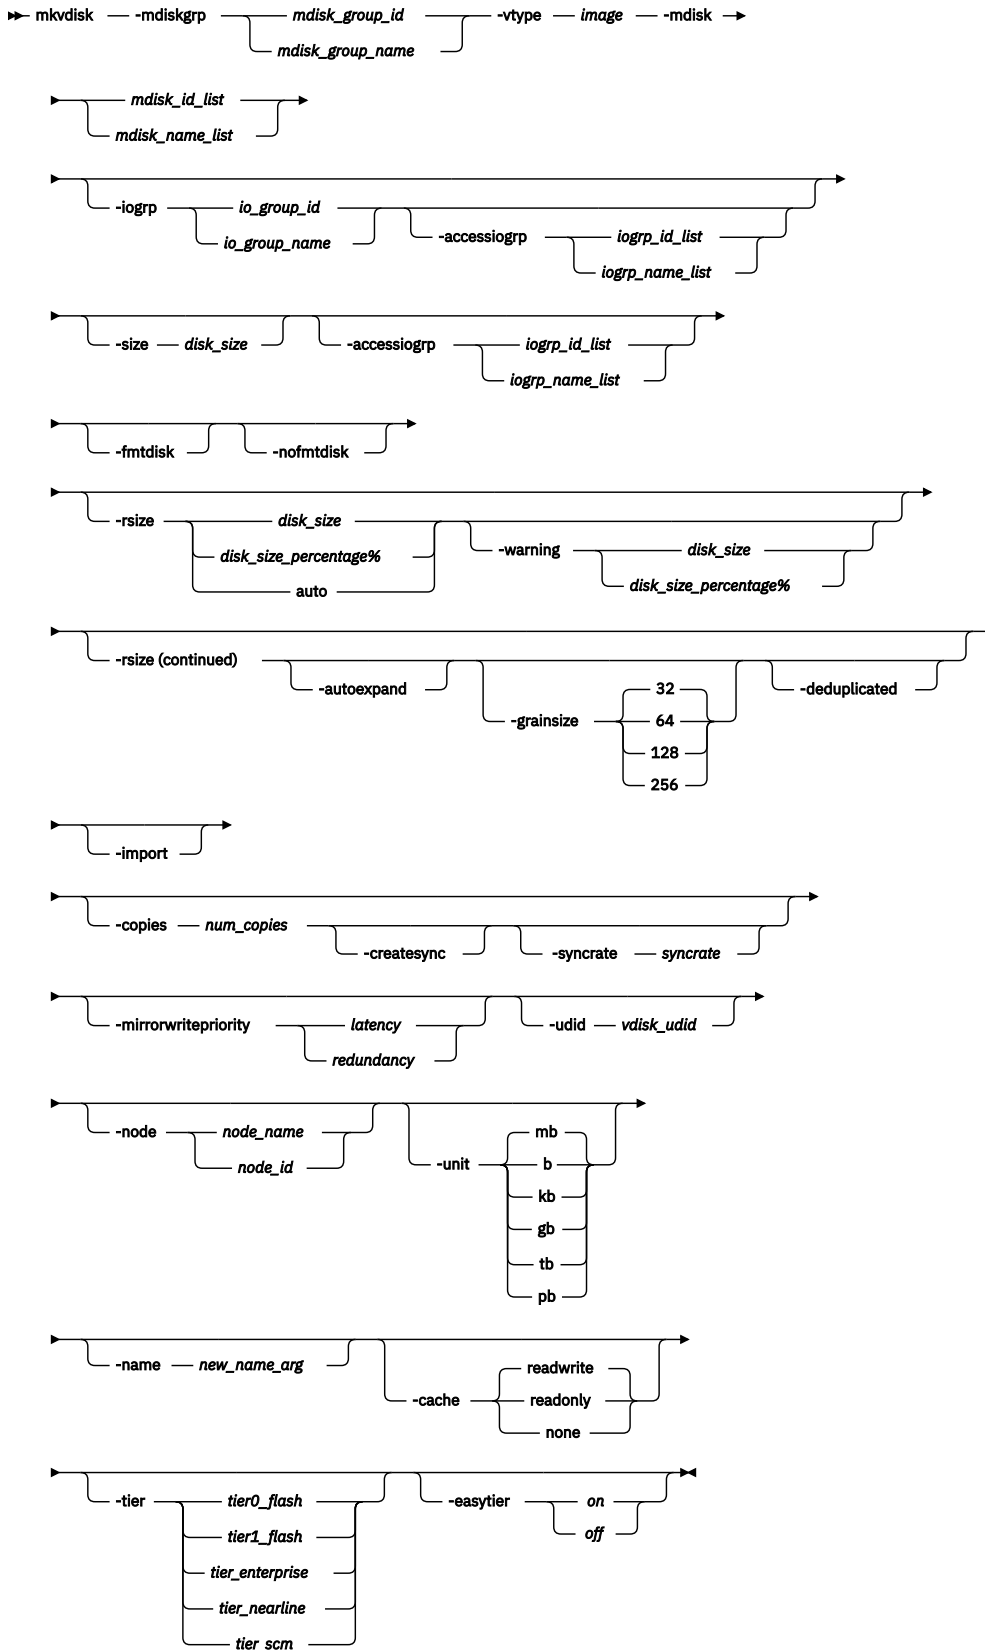 mkvdisk -mdiskgrp mdisk_group_id -vtype image -mdisk
mdisk_group_name
mdisk_id_list
mdisk_name_list
-iogrp io_group_id
io_group_name
-accessiogrp iogrp_id_list
iogrp_name_list
-size disk_size -accessiogrp iogrp_id_list
iogrp_name_list
-fmtdisk -nofmtdisk
-rsize disk_size
disk_size_percentage%
auto
-warning disk_size
disk_size_percentage%
-rsize (continued)
-autoexpand
-grainsize
32
64
128
256
-deduplicated
-import
-copies num_copies
-createsync -syncrate syncrate
-mirrorwritepriority latency
redundancy
-udid vdisk_udid
-node node_name
node_id
-unit
mb
b
kb
gb
tb
pb
-name new_name_arg
-cache
readwrite
readonly
none
-tier tier0_flash
tier1_flash
tier_enterprise
tier_nearline
tier_scm
-easytier on
off